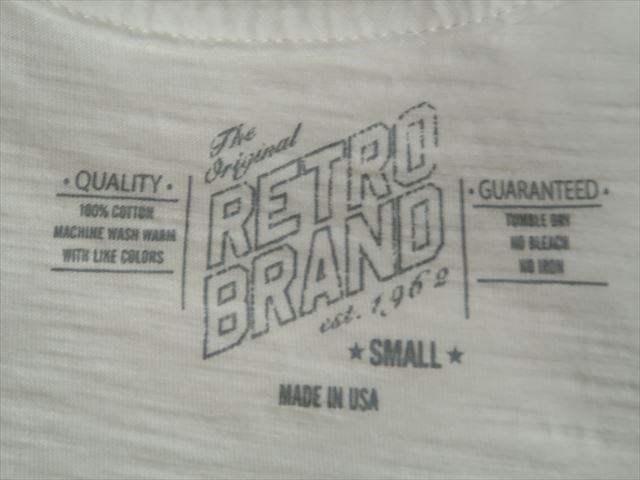 The
Original
RETRO
BRAND
est. 1962
• QUALITY •
100% COTTON
MACHINE WASH WARM
WITH LIKE COLORS
• GUARANTEED •
TUMBLE DRY
NO BLEACH
NO IRON
★ SMALL ★
MADE IN USA